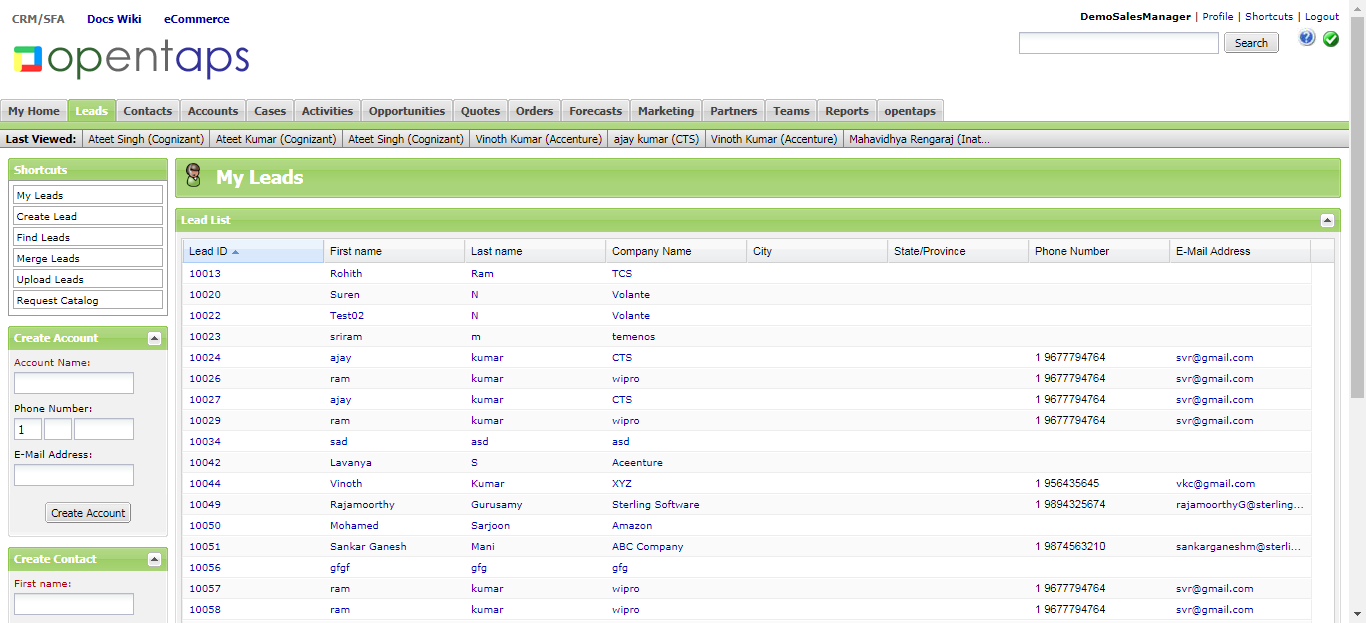 CRM/SFA Docs Wiki eCommerce
DemoSalesManager | Profile | Shortcuts | Logout
opentaps
Search
My Home Leads Contacts Accounts Cases Activities Opportunities Quotes Orders Forecasts Marketing Partners Teams Reports opentaps
Last Viewed: Ateet Singh (Cognizant) Ateet Kumar (Cognizant) Ateet Singh (Cognizant) Vinoth Kumar (Accenture) ajay kumar (CTS) Vinoth Kumar (Accenture) Mahavidhya Rengaraj (Inat...
Shortcuts
My Leads
Create Lead
Find Leads
Merge Leads
Upload Leads
Request Catalog
Create Account
Account Name:
Phone Number:
1
E-Mail Address:
Create Account
Create Contact
First name:
My Leads
Lead List
Lead ID First name Last name Company Name City State/Province Phone Number E-Mail Address
10013 Rohith Ram TCS
10020 Suren N Volante
10022 Test02 N Volante
10023 sriram m temenos
10024 ajay kumar CTS 1 9677794764 svr@gmail.com
10026 ram kumar wipro 1 9677794764 svr@gmail.com
10027 ajay kumar CTS 1 9677794764 svr@gmail.com
10029 ram kumar wipro 1 9677794764 svr@gmail.com
10034 sad asd asd
10042 Lavanya S Aceenture
10044 Vinoth Kumar XYZ 1 956435645 vkc@gmail.com
10049 Rajamoorthy Gurusamy Sterling Software 1 9894325674 rajamoorthyG@sterling...
10050 Mohamed Sarjoon Amazon
10051 Sankar Ganesh Mani ABC Company 1 9874563210 sankarganeshm@sterli...
10056 gfgf gfg gfg
10057 ram kumar wipro 1 9677794764 svr@gmail.com
10058 ram kumar wipro 1 9677794764 svr@gmail.com